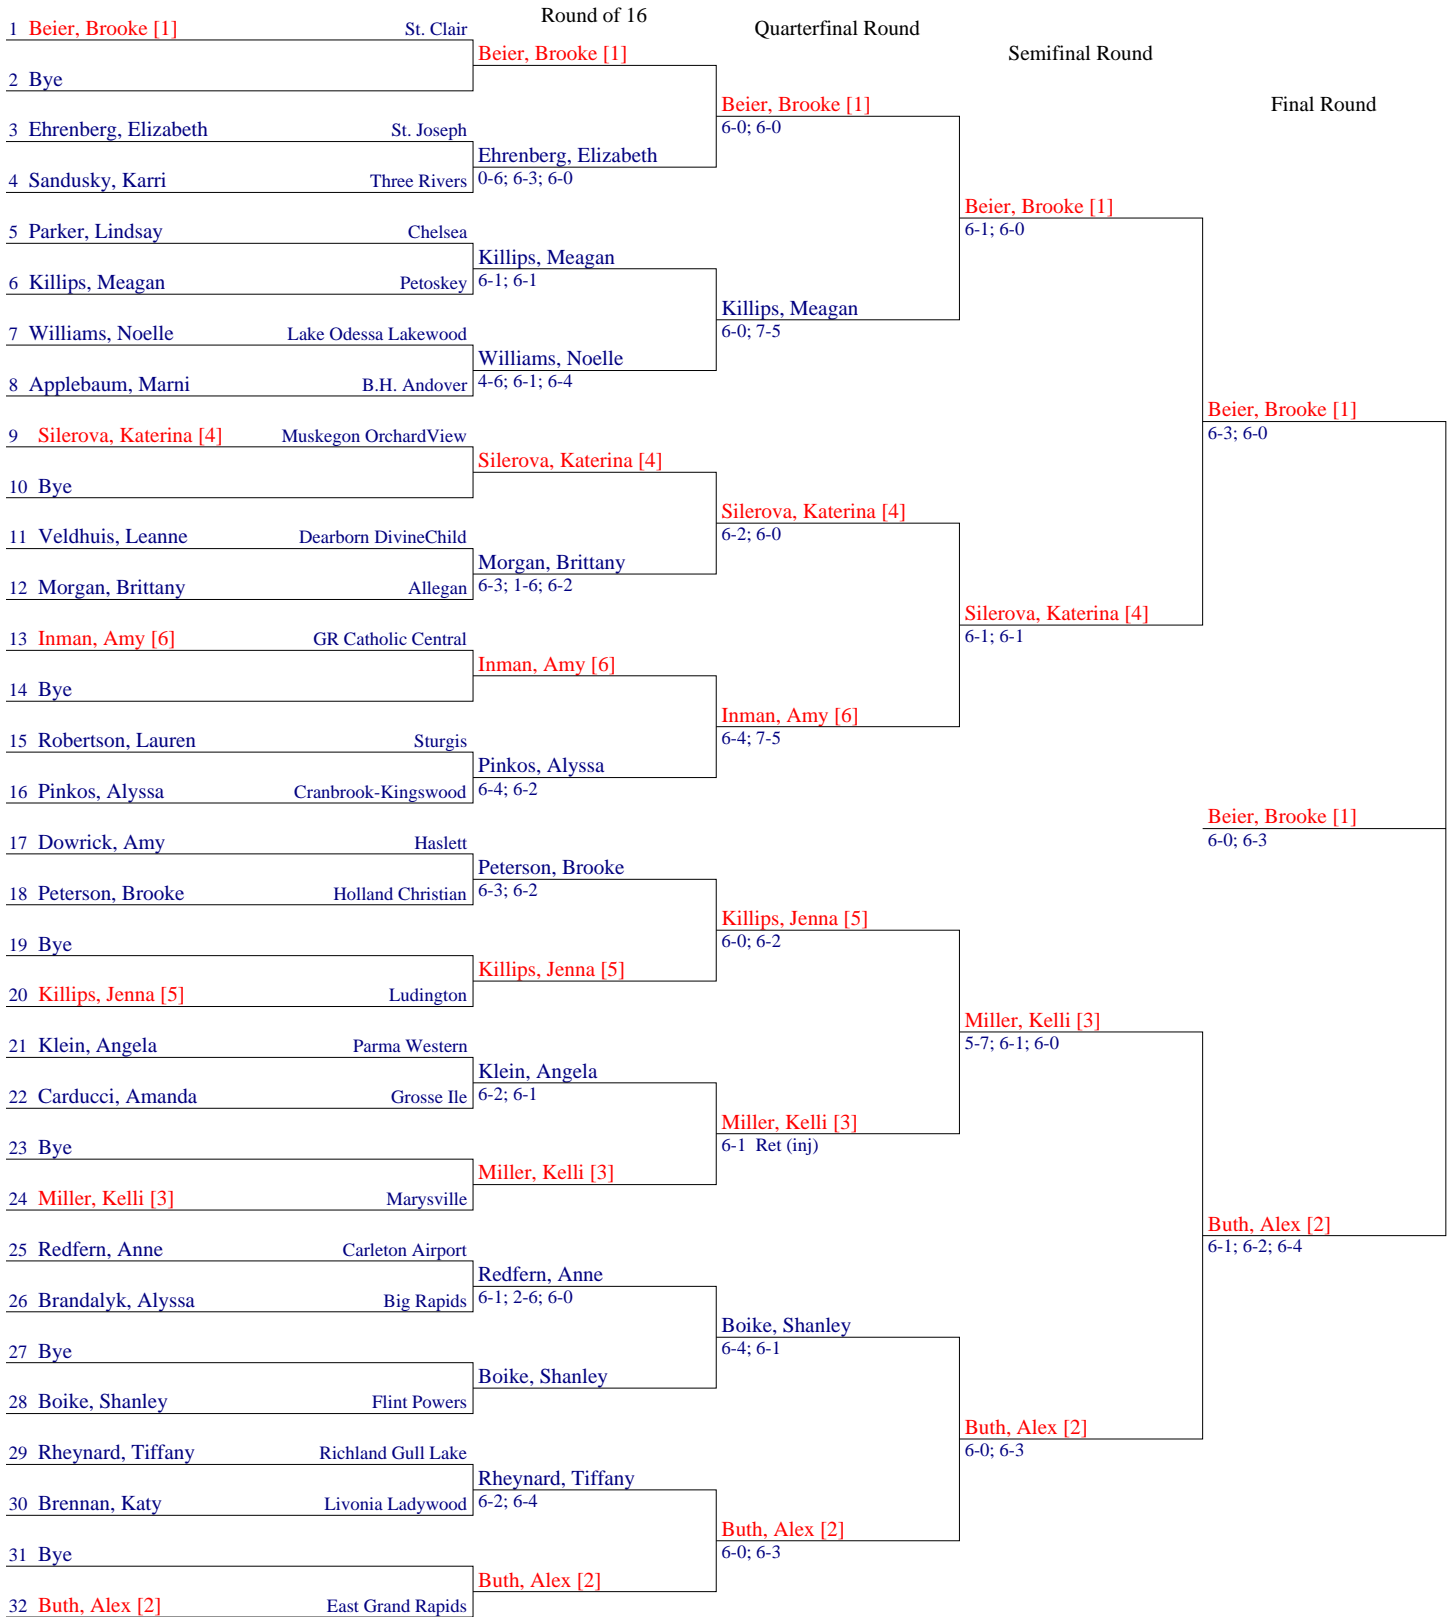 Round of 16
Quarterfinal Round
Semifinal Round
Final Round
1 Beier, Brooke [1] St. Clair
2 Bye
3 Ehrenberg, Elizabeth St. Joseph
4 Sandusky, Karri Three Rivers
5 Parker, Lindsay Chelsea
6 Killips, Meagan Petoskey
7 Williams, Noelle Lake Odessa Lakewood
8 Applebaum, Marni B.H. Andover
9 Silerova, Katerina [4] Muskegon OrchardView
10 Bye
11 Veldhuis, Leanne Dearborn DivineChild
12 Morgan, Brittany Allegan
13 Inman, Amy [6] GR Catholic Central
14 Bye
15 Robertson, Lauren Sturgis
16 Pinkos, Alyssa Cranbrook-Kingswood
17 Dowrick, Amy Haslett
18 Peterson, Brooke Holland Christian
19 Bye
20 Killips, Jenna [5] Ludington
21 Klein, Angela Parma Western
22 Carducci, Amanda Grosse Ile
23 Bye
24 Miller, Kelli [3] Marysville
25 Redfern, Anne Carleton Airport
26 Brandalyk, Alyssa Big Rapids
27 Bye
28 Boike, Shanley Flint Powers
29 Rheynard, Tiffany Richland Gull Lake
30 Brennan, Katy Livonia Ladywood
31 Bye
32 Buth, Alex [2] East Grand Rapids
Beier, Brooke [1]
Ehrenberg, Elizabeth
0-6; 6-3; 6-0
Killips, Meagan
6-1; 6-1
Williams, Noelle
4-6; 6-1; 6-4
Silerova, Katerina [4]
Morgan, Brittany
6-3; 1-6; 6-2
Inman, Amy [6]
Pinkos, Alyssa
6-4; 6-2
Peterson, Brooke
6-3; 6-2
Killips, Jenna [5]
Klein, Angela
6-2; 6-1
Miller, Kelli [3]
Redfern, Anne
6-1; 2-6; 6-0
Boike, Shanley
Rheynard, Tiffany
6-2; 6-4
Buth, Alex [2]
Beier, Brooke [1]
6-0; 6-0
Killips, Meagan
6-0; 7-5
Silerova, Katerina [4]
6-2; 6-0
Inman, Amy [6]
6-4; 7-5
Killips, Jenna [5]
6-0; 6-2
Miller, Kelli [3]
6-1 Ret (inj)
Boike, Shanley
6-4; 6-1
Buth, Alex [2]
6-0; 6-3
Beier, Brooke [1]
6-1; 6-0
Silerova, Katerina [4]
6-1; 6-1
Miller, Kelli [3]
5-7; 6-1; 6-0
Buth, Alex [2]
6-0; 6-3
Beier, Brooke [1]
6-3; 6-0
Buth, Alex [2]
6-1; 6-2; 6-4
Beier, Brooke [1]
6-0; 6-3